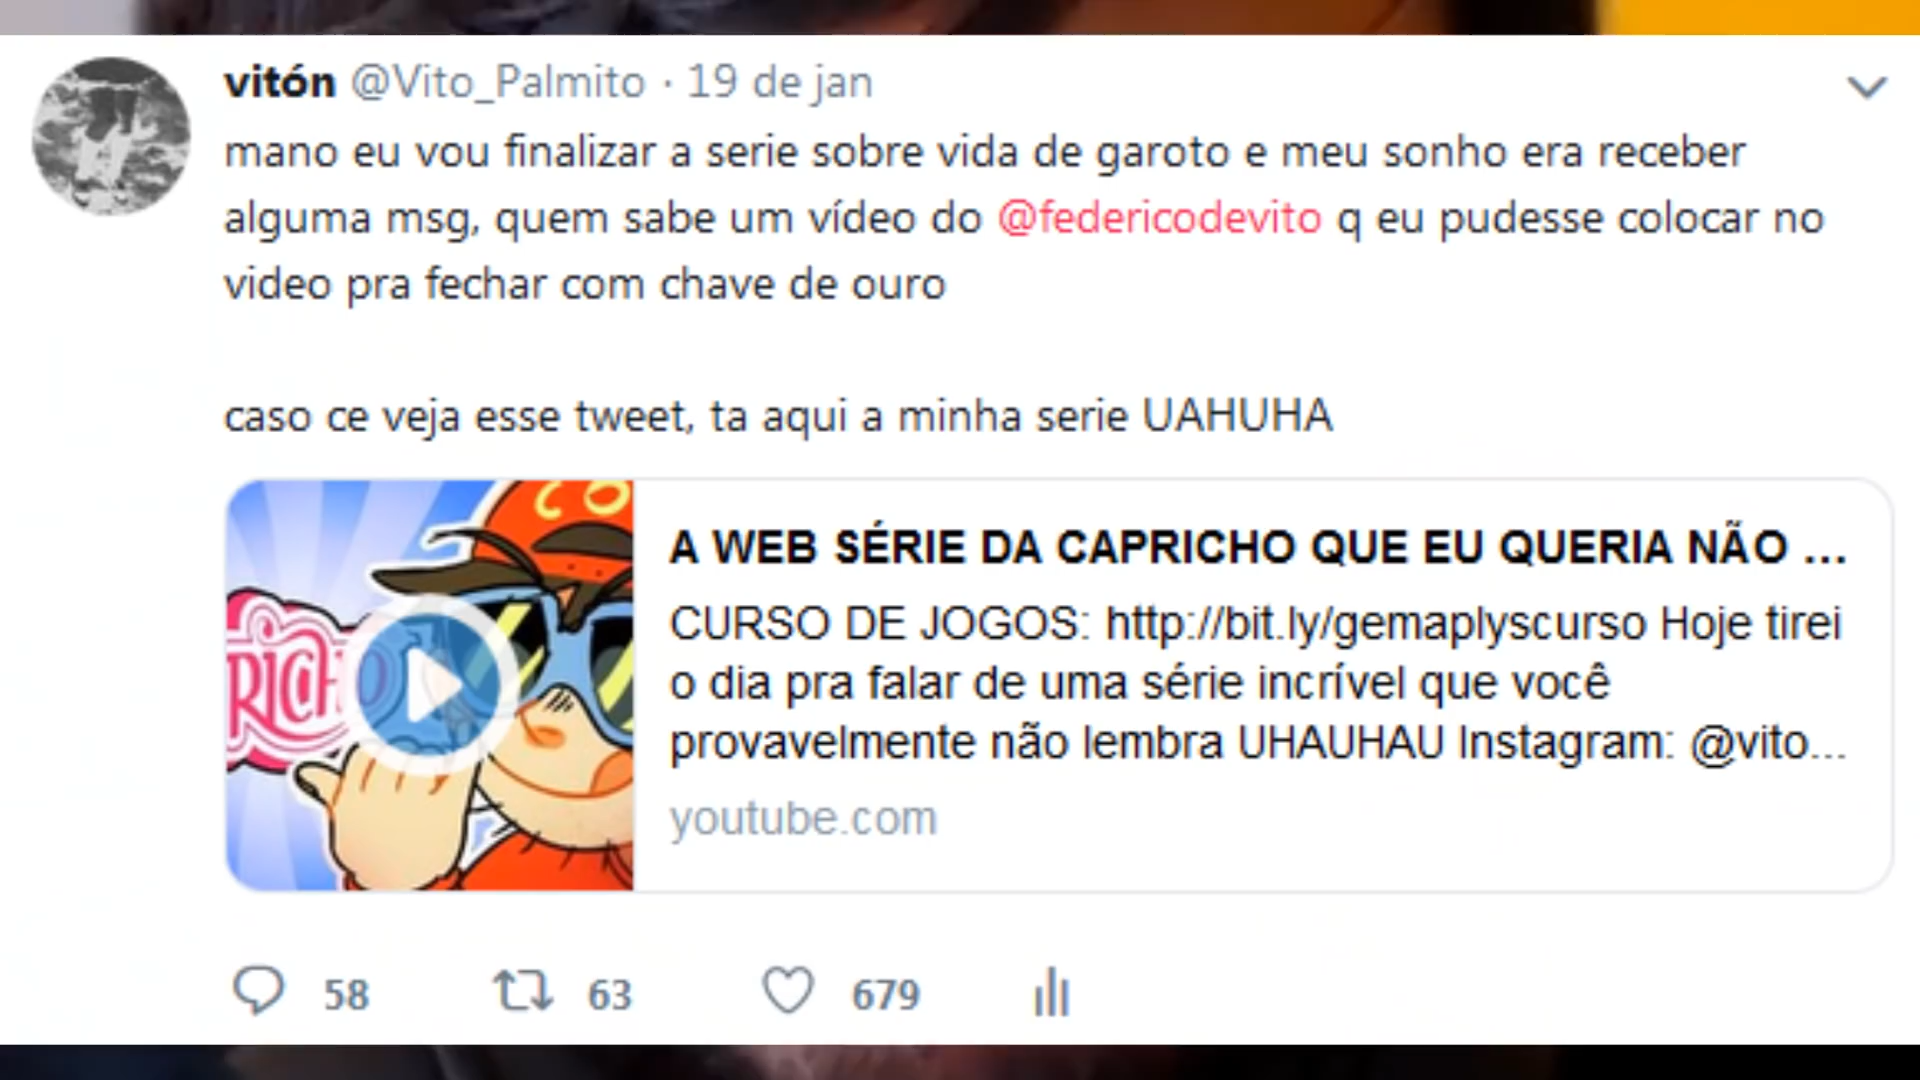 vitón @Vito_Palmito · 19 de jan
mano eu vou finalizar a serie sobre vida de garoto e meu sonho era receber
alguma msg, quem sabe um vídeo do @federicodevito q eu pudesse colocar no
video pra fechar com chave de ouro
caso ce veja esse tweet, ta aqui a minha serie UAHUHA
CO
RICHO
A WEB SÉRIE DA CAPRICHO QUE EU QUERIA NÃO ...
CURSO DE JOGOS: http://bit.ly/gemaplyscurso Hoje tirei
o dia pra falar de uma série incrível que você
provavelmente não lembra UHAUHAU Instagram: @vito...
youtube.com
58 63 679